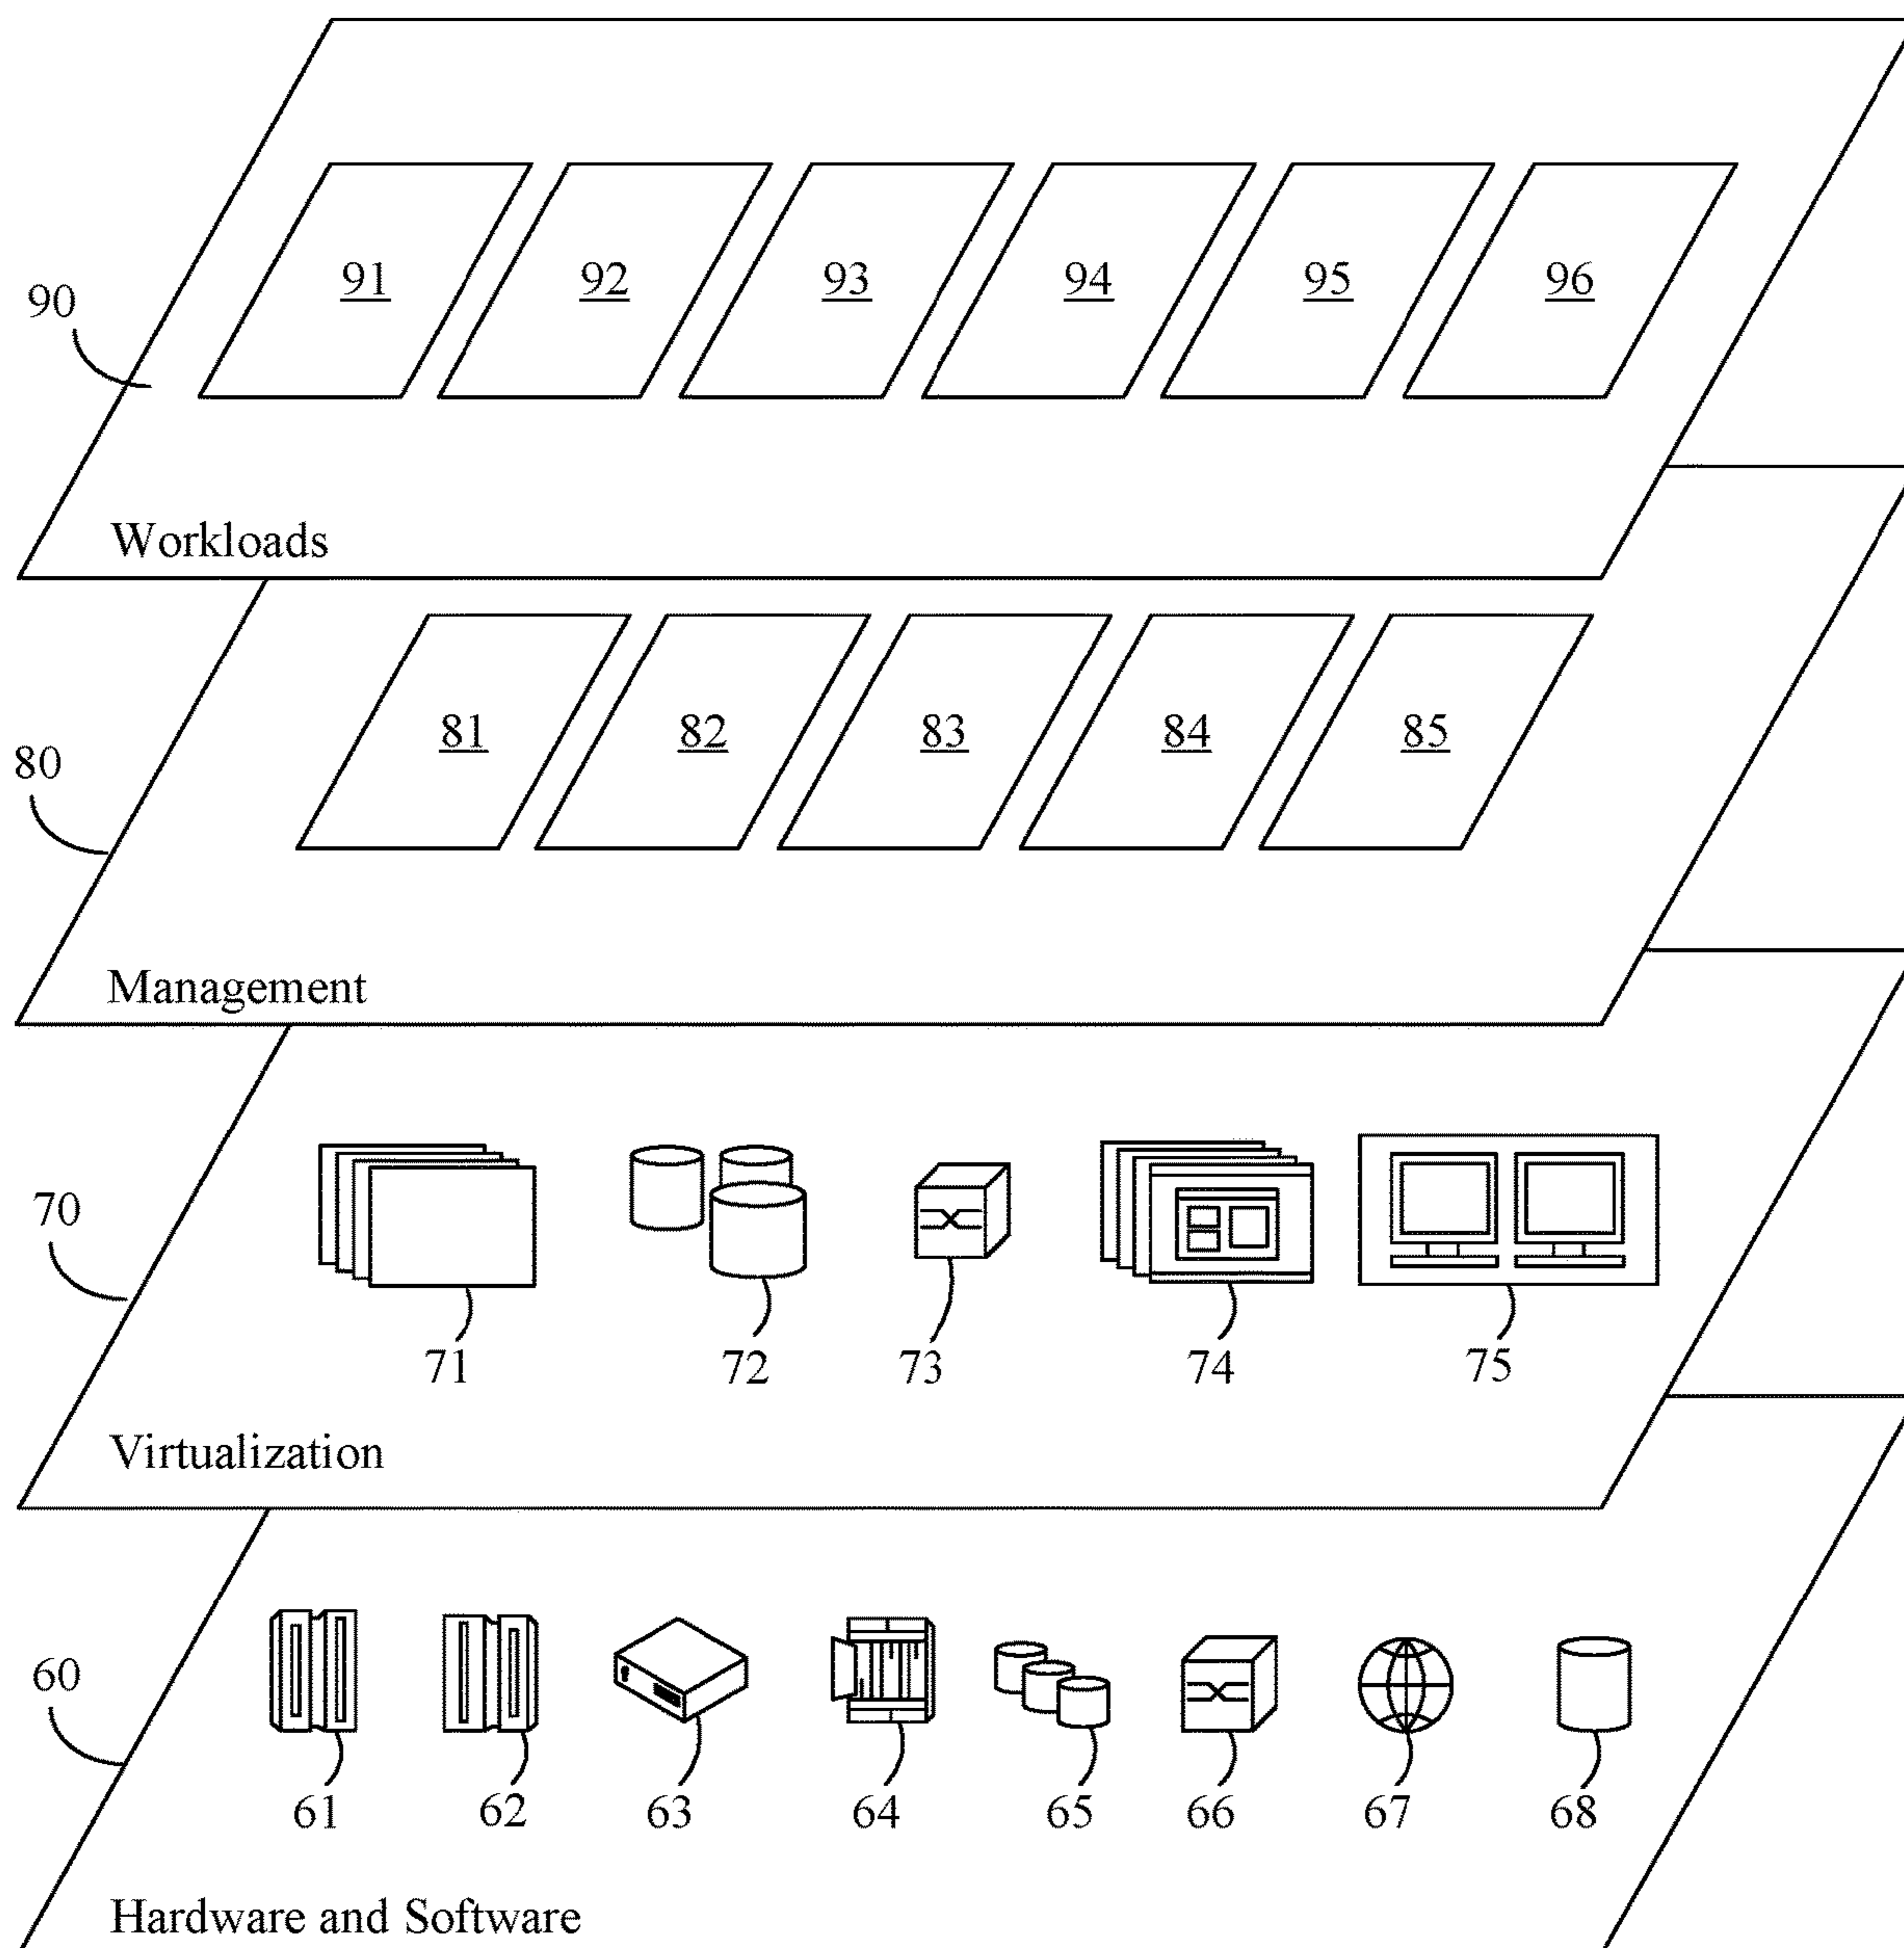 91 92 93 94 95 96
90
Workloads
81 82 83 84 85
80
Management
70
71 72 73 74 75
Virtualization
60
61 62 63 64 65 66 67 68
Hardware and Software